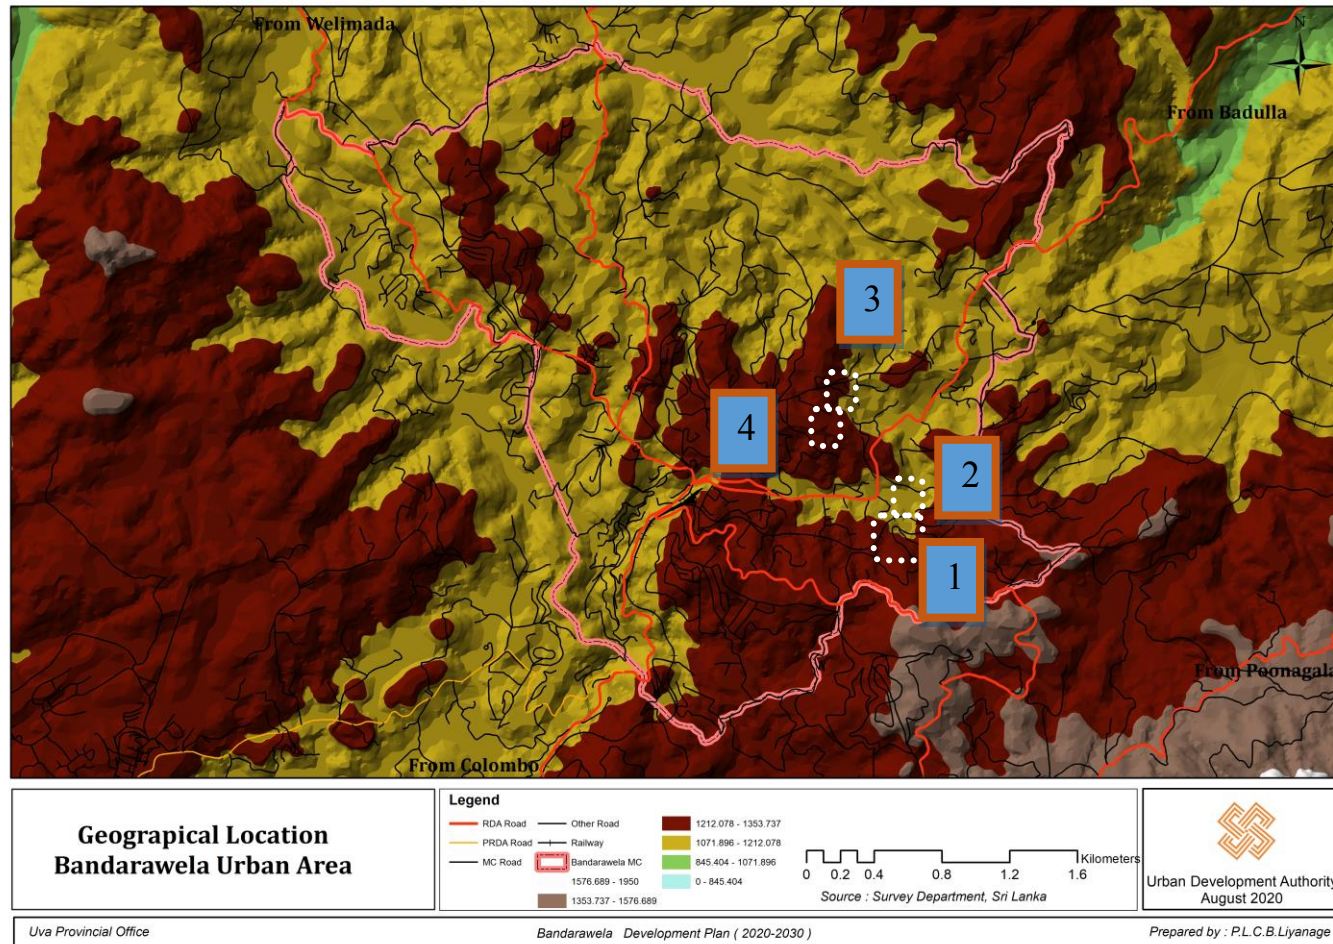 From Welimada
N
From Badulla
3
4
2
1
From Poonagala
From Colombo
Geograpical Location
Bandarawela Urban Area
Legend
RDA Road
Other Road
1212.078 - 1353.737
PRDA Road
Railway
1071.896 - 1212.078
MC Road
Bandarawela MC
845.404 - 1071.896
1576.689 - 1950
0 - 845.404
1353.737 - 1576.689
Kilometers
0 0.2 0.4 0.8 1.2 1.6
Source : Survey Department, Sri Lanka
Urban Development Authority
August 2020
Uva Provincial Office
Bandarawela Development Plan ( 2020-2030 )
Prepared by : P.L.C.B.Liyanage